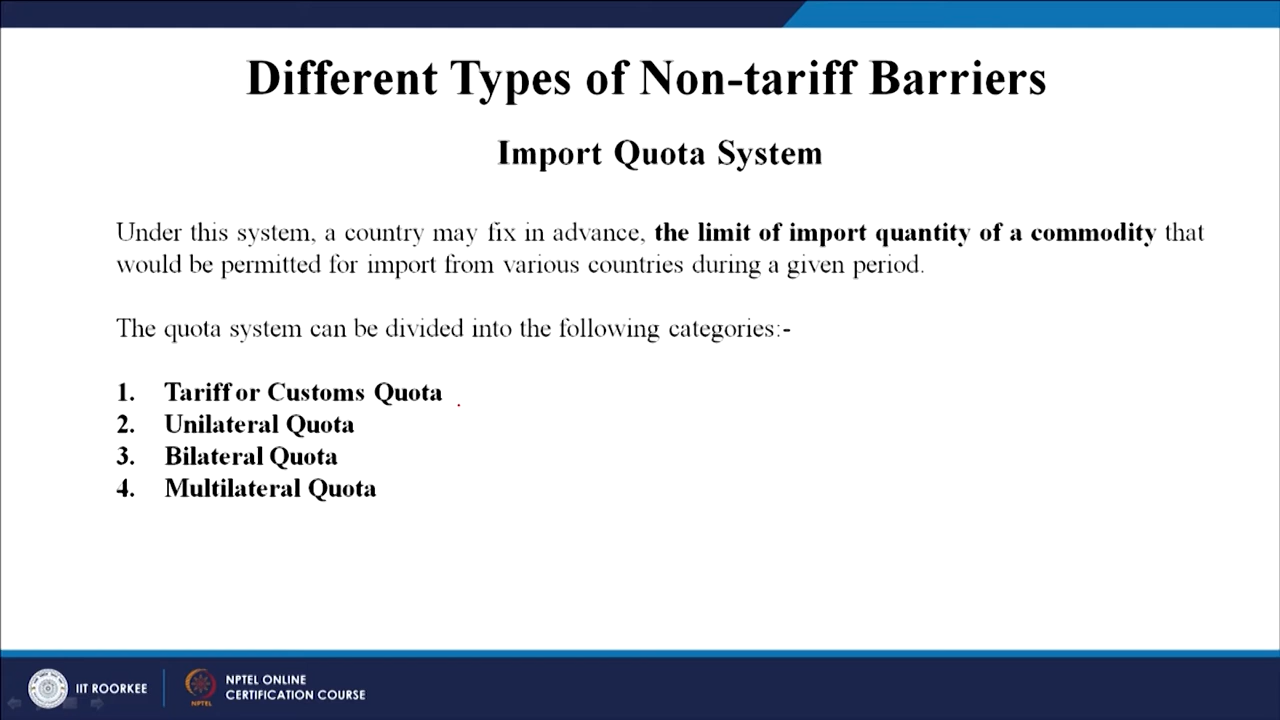 Different Types of Non-tariff Barriers
Import Quota System
Under this system, a country may fix in advance, the limit of import quantity of a commodity that
would be permitted for import from various countries during a given period.
The quota system can be divided into the following categories:-
1. Tariff or Customs Quota
2. Unilateral Quota
3. Bilateral Quota
4. Multilateral Quota
IIT ROORKEE
NPTEL
NPTEL ONLINE
CERTIFICATION COURSE